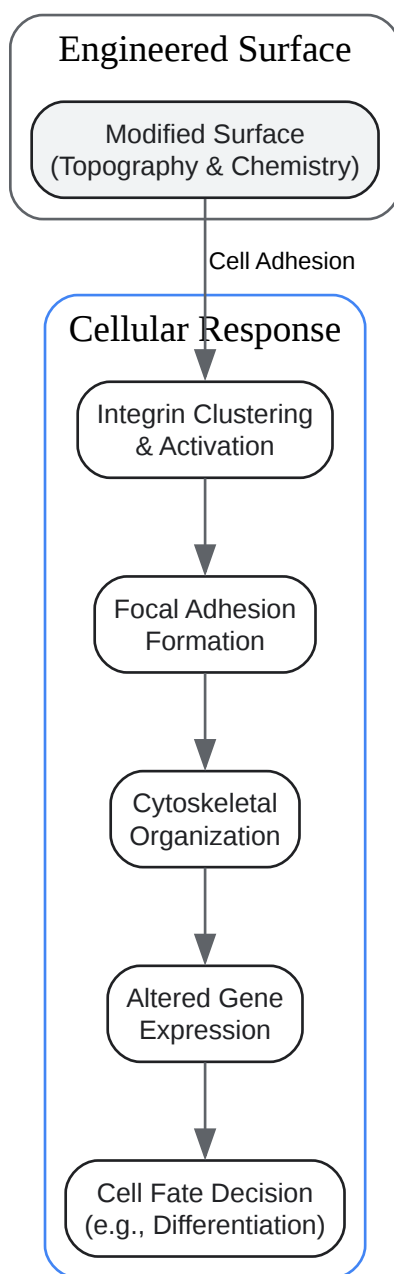 Engineered Surface
Modified Surface
(Topography & Chemistry)
Cell Adhesion
Cellular Response
Integrin Clustering
& Activation
Focal Adhesion
Formation
Cytoskeletal
Organization
Altered Gene
Expression
Cell Fate Decision
(e.g., Differentiation)